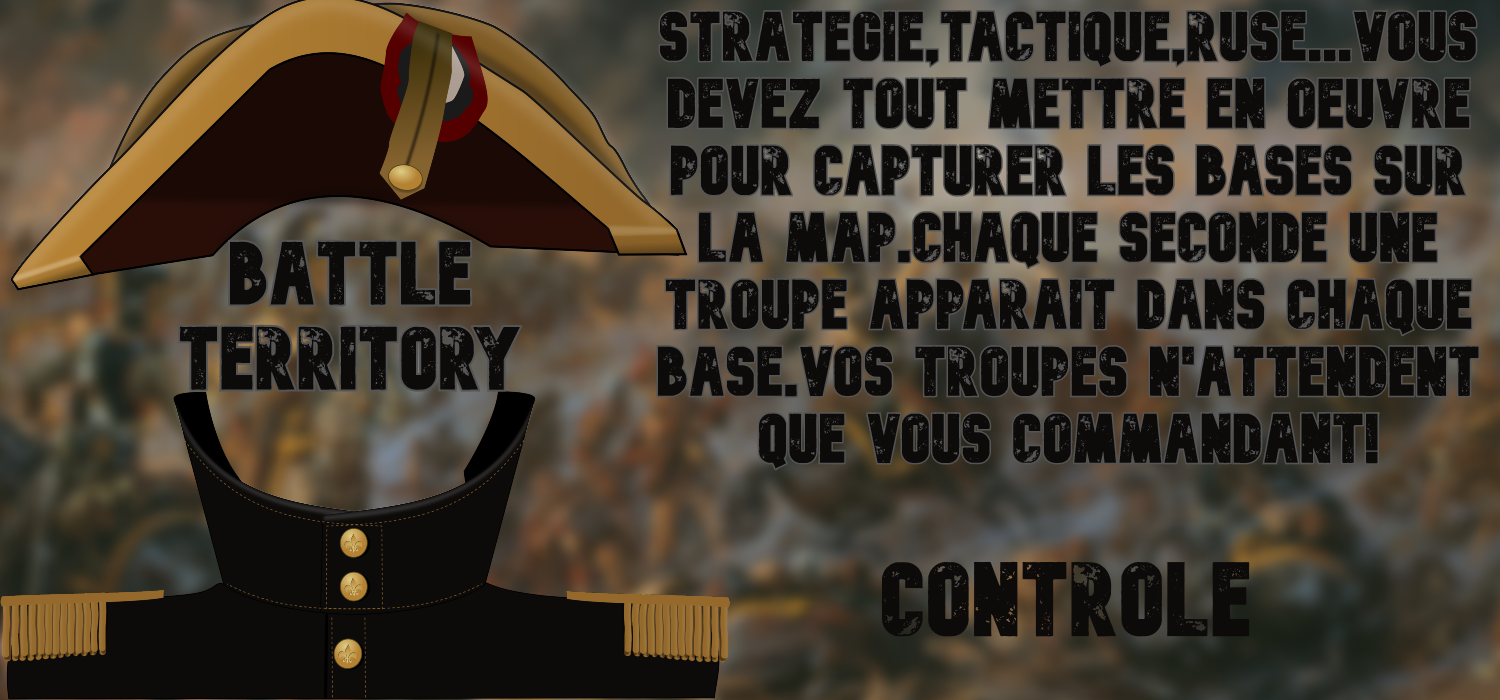 BATTLE
TERRITORY
STRATEGIE,TACTIQUE,RUSE...VOUS
DEVEZ TOUT METTRE EN OEUVRE
POUR CAPTURER LES BASES SUR
LA MAP.CHAQUE SECONDE UNE
TROUPE APPARAIT DANS CHAQUE
BASE.VOS TROUPES N'ATTENDENT
QUE VOUS COMMANDANT!
CONTROLE